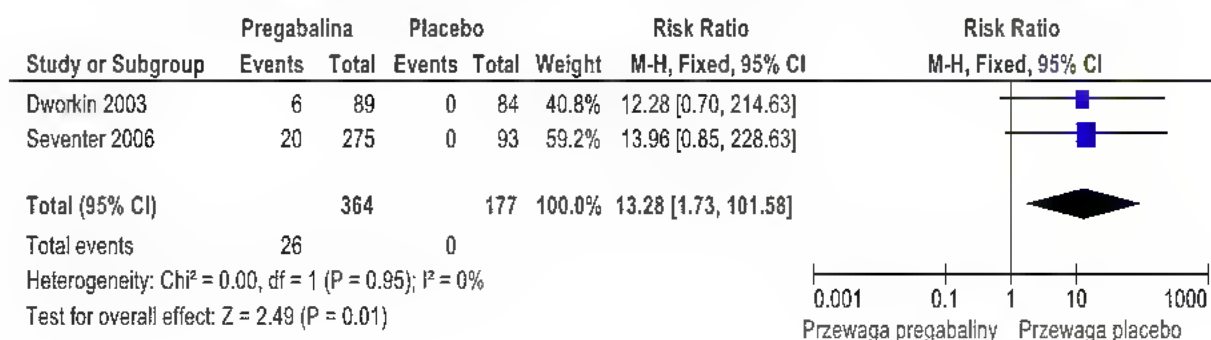 Pregabalina Placebo Risk Ratio Risk Ratio
Study or Subgroup Events Total Events Total Weight M-H, Fixed, 95% CI M-H, Fixed, 95% CI
Dworkin 2003 6 89 0 84 40.8% 12.28 [0.70, 214.63]
Seventer 2006 20 275 0 93 59.2% 13.96 [0.85, 228.63]
Total (95% CI) 364 177 100.0% 13.28 [1.73, 101.58]
Total events 26 0
Heterogeneity: Chi² = 0.00, df = 1 (P = 0.95); I² = 0%
Test for overall effect: Z = 2.49 (P = 0.01)
0.001 0.1 1 10 1000
Przewaga pregabaliny Przewaga placebo